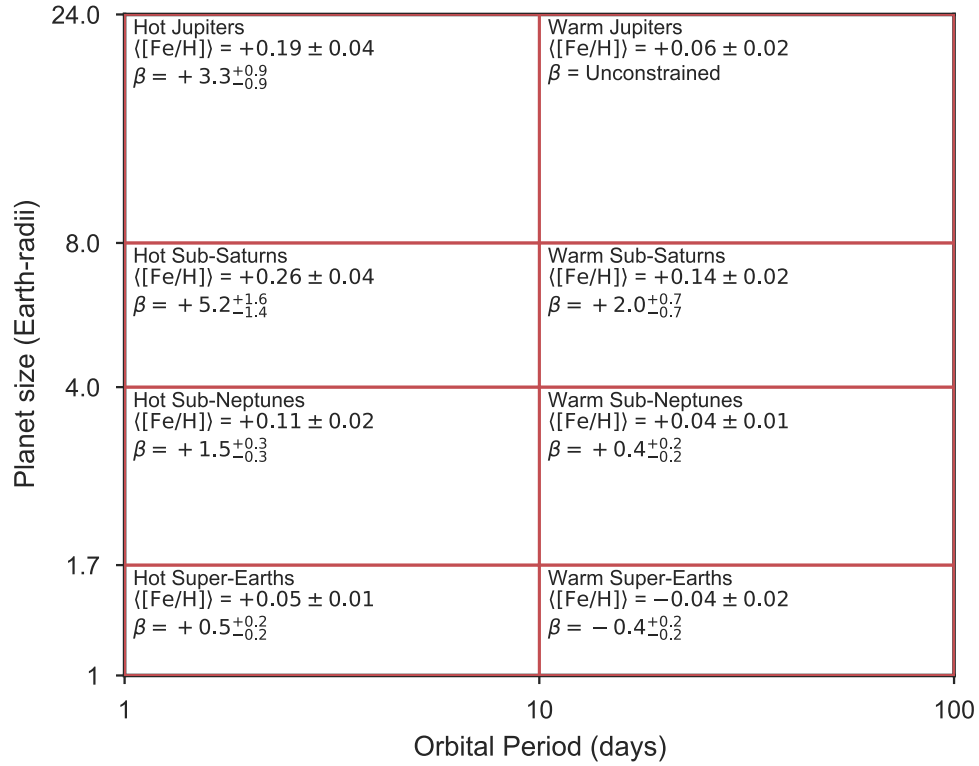 24.0
Hot Jupiters
⟨[Fe/H]⟩ = +0.19 ± 0.04
β = +3.3 +0.9 −0.9
Warm Jupiters
⟨[Fe/H]⟩ = +0.06 ± 0.02
β = Unconstrained
8.0
Hot Sub-Saturns
⟨[Fe/H]⟩ = +0.26 ± 0.04
β = +5.2 +1.6 −1.4
Warm Sub-Saturns
⟨[Fe/H]⟩ = +0.14 ± 0.02
β = +2.0 +0.7 −0.7
4.0
Hot Sub-Neptunes
⟨[Fe/H]⟩ = +0.11 ± 0.02
β = +1.5 +0.3 −0.3
Warm Sub-Neptunes
⟨[Fe/H]⟩ = +0.04 ± 0.01
β = +0.4 +0.2 −0.2
1.7
Hot Super-Earths
⟨[Fe/H]⟩ = +0.05 ± 0.01
β = +0.5 +0.2 −0.2
Warm Super-Earths
⟨[Fe/H]⟩ = −0.04 ± 0.02
β = −0.4 +0.2 −0.2
1
Planet size (Earth-radii)
1
10
100
Orbital Period (days)